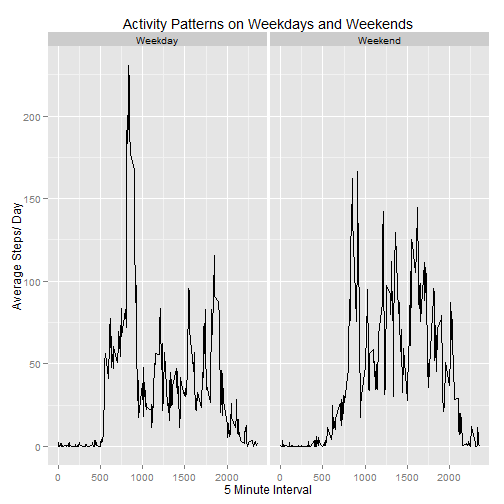 Activity Patterns on Weekdays and Weekends
Weekday
Weekend
Average Steps/ Day
200
150
100
50
0
0 500 1000 1500 2000
0 500 1000 1500 2000
5 Minute Interval